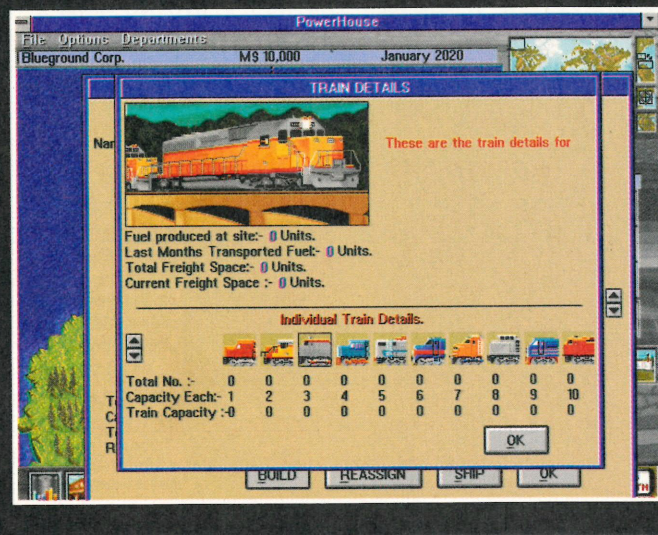 PowerHouse
File Options Departments
Blueground Corp. M$ 10,000 January 2020
TRAIN DETAILS
These are the train details for
Fuel produced at site:- 0 Units.
Last Months Transported Fuel:- 0 Units.
Total Freight Space:- 0 Units.
Current Freight Space :- 0 Units.
Individual Train Details.
Total No. :- 0 0 0 0 0 0 0 0 0 0
Capacity Each:- 1 2 3 4 5 6 7 8 9 10
Train Capacity :-0 0 0 0 0 0 0 0 0 0
OK
BUILD REASSIGN SHIP OK